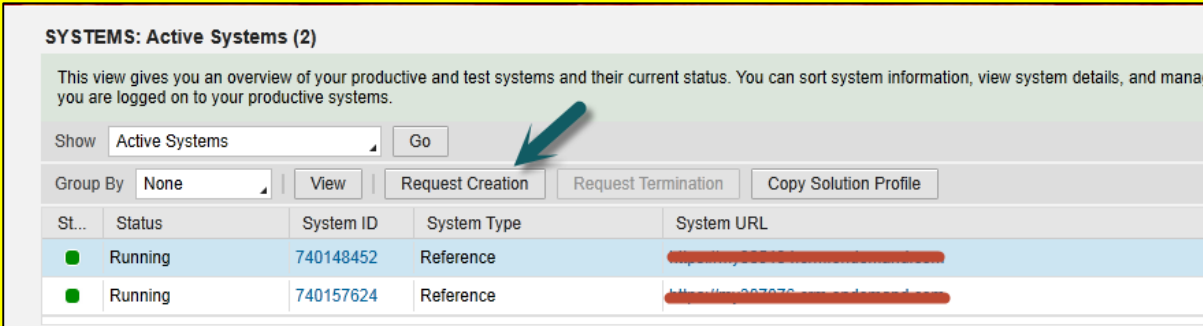 SYSTEMS: Active Systems (2)
This view gives you an overview of your productive and test systems and their current status. You can sort system information, view system details, and mana
you are logged on to your productive systems.
Show Active Systems Go
Group By None View Request Creation Request Termination Copy Solution Profile
St... Status System ID System Type System URL
Running 740148452 Reference
Running 740157624 Reference